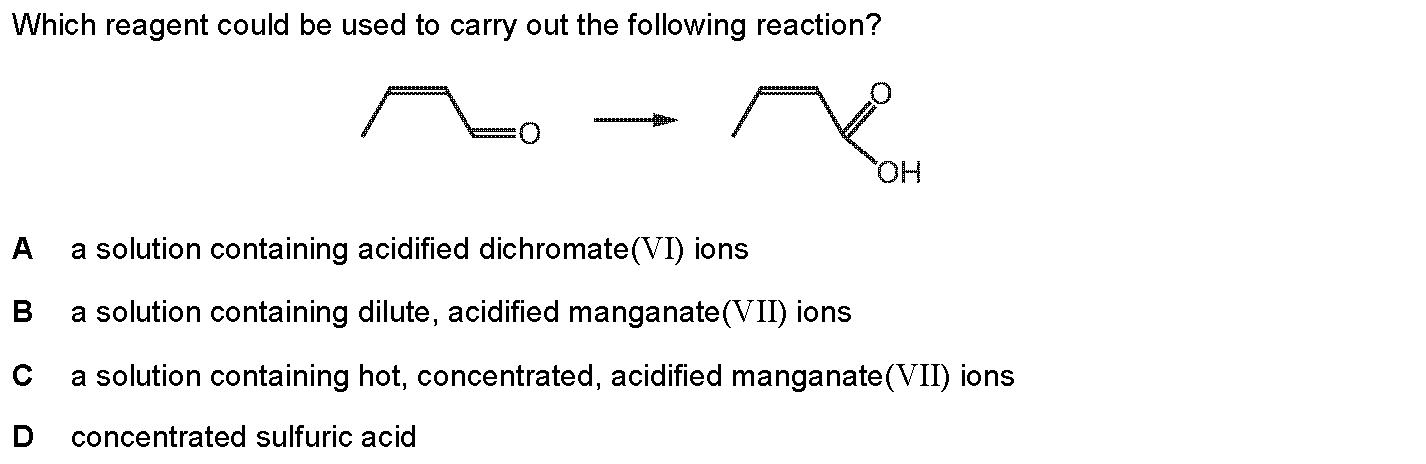 Which reagent could be used to carry out the following reaction?
O
O
OH
A a solution containing acidified dichromate(VI) ions
B a solution containing dilute, acidified manganate(VII) ions
C a solution containing hot, concentrated, acidified manganate(VII) ions
D concentrated sulfuric acid